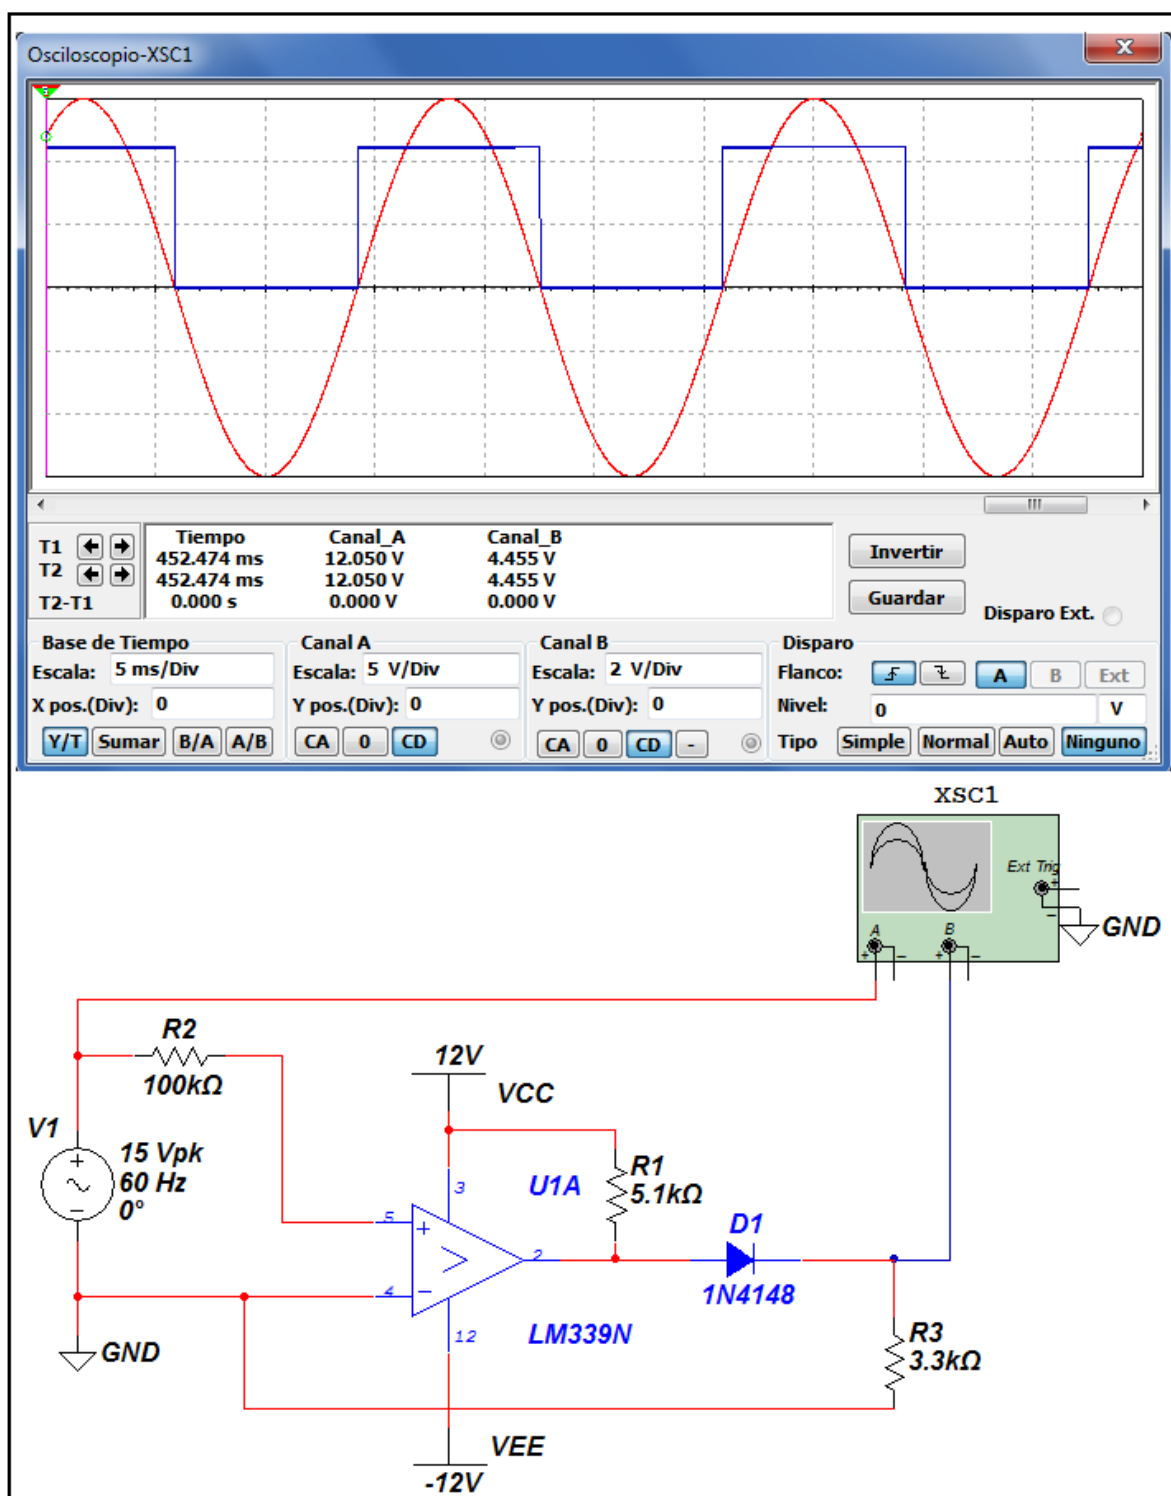 Osciloscopio-XSC1
Tiempo Canal_A Canal_B
T1 452.474 ms 12.050 V 4.455 V
T2 452.474 ms 12.050 V 4.455 V
T2-T1 0.000 s 0.000 V 0.000 V
Invertir
Guardar
Disparo Ext.
Base de Tiempo
Escala: 5 ms/Div
X pos.(Div): 0
Y/T Sumar B/A A/B
Canal A
Escala: 5 V/Div
Y pos.(Div): 0
CA 0 CD
Canal B
Escala: 2 V/Div
Y pos.(Div): 0
CA 0 CD -
Disparo
Flanco: A B Ext
Nivel: 0 V
Tipo Simple Normal Auto Ninguno
XSC1
Ext Trig
+
-
GND
A B
+ - + -
R2
100kΩ
12V
VCC
V1
15 Vpk
60 Hz
0°
+
-
3
U1A
R1
5.1kΩ
5
+
>
2
D1
1N4148
4
-
12
LM339N
GND
R3
3.3kΩ
VEE
-12V